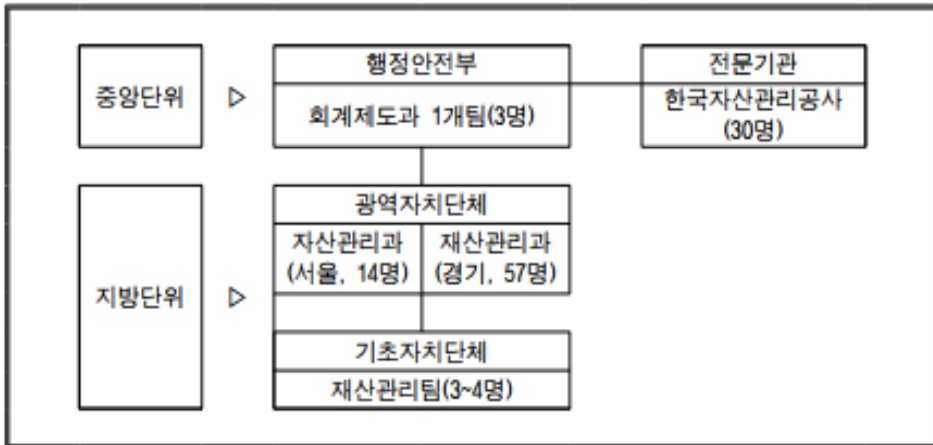 중앙단위
▷
행정안전부
회계제도과 1개팀(3명)
전문기관
한국자산관리공사
(30명)
지방단위
▷
광역자치단체
자산관리과
(서울, 14명)
재산관리과
(경기, 57명)
기초자치단체
재산관리팀(3~4명)